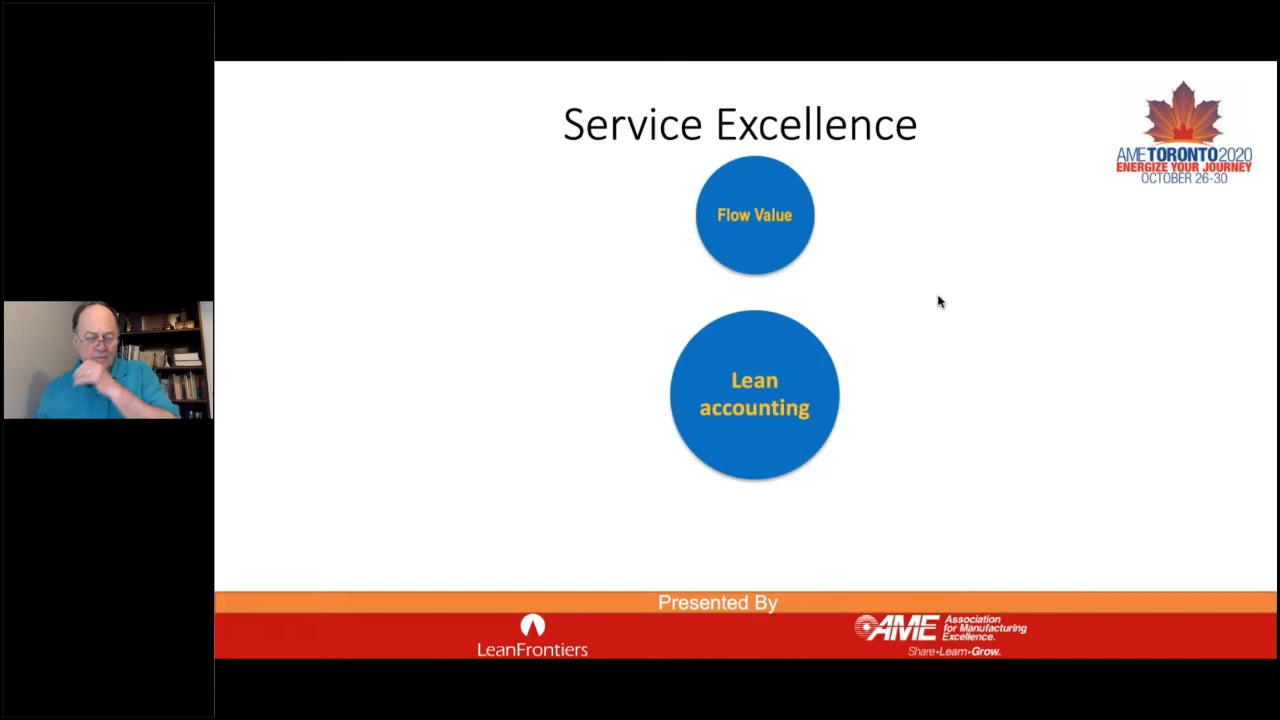 Service Excellence
AMETORONTO2020
ENERGIZE YOUR JOURNEY
OCTOBER 26-30
Flow Value
Lean
accounting
Presented By
LeanFrontiers
AME
Association
for Manufacturing
Excellence.
Share•Learn•Grow.